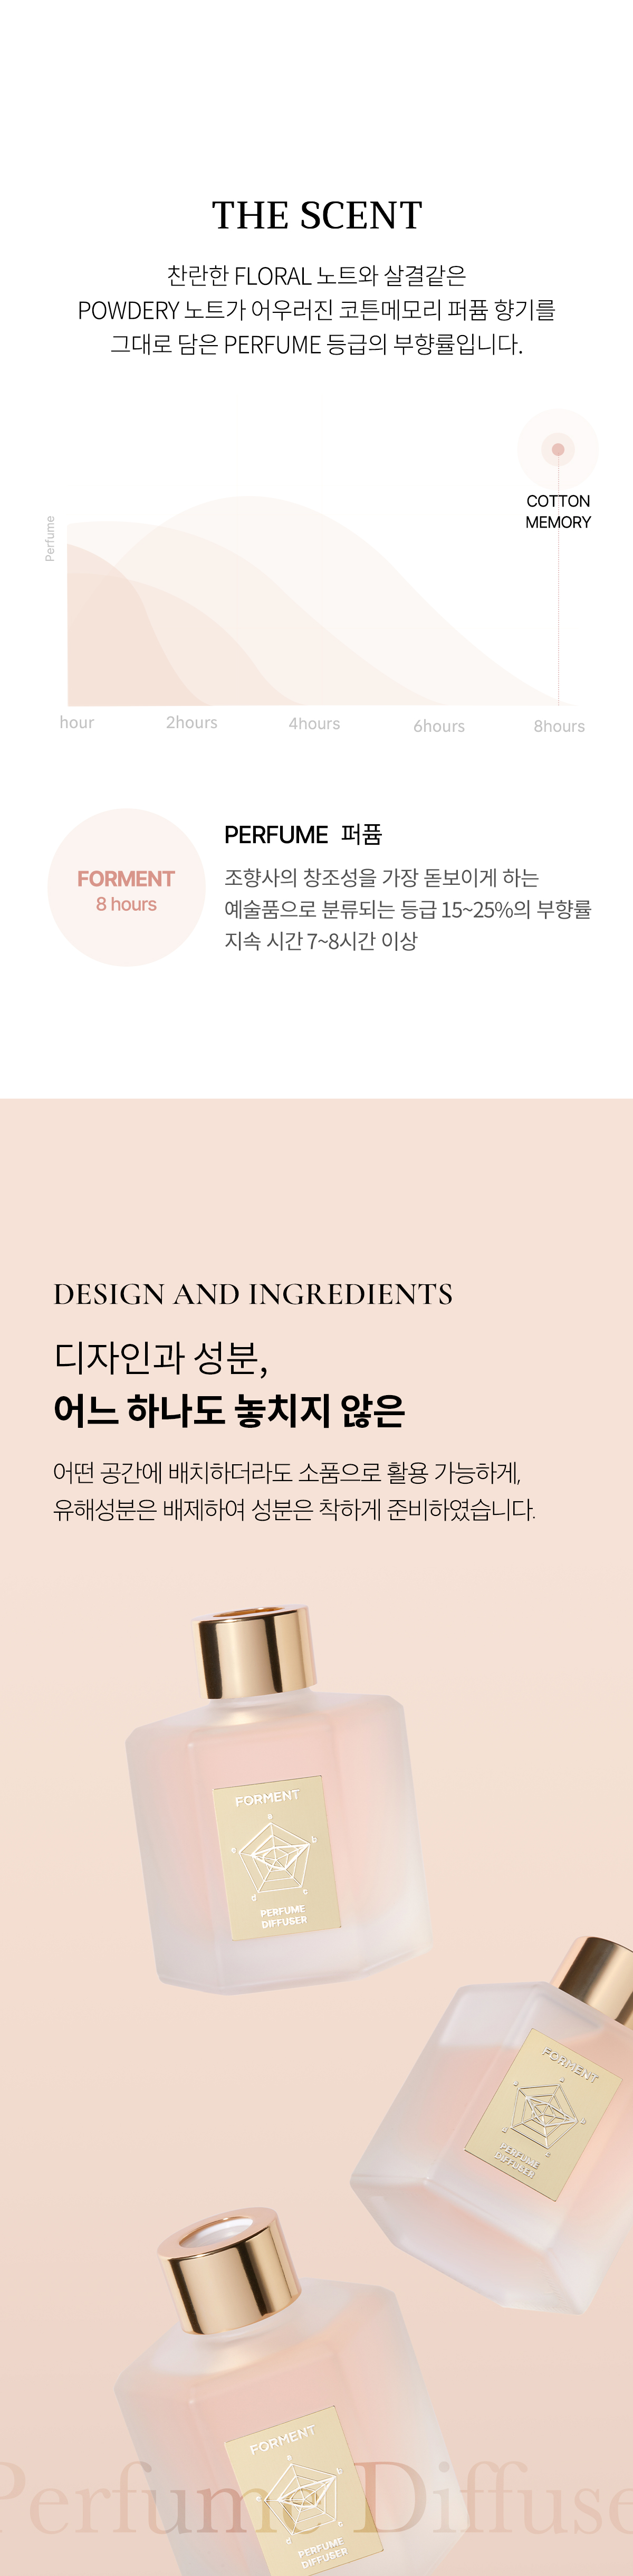 THE SCENT
찬란한 FLORAL 노트와 살결같은
POWDERY 노트가 어우러진 코튼메모리 퍼퓸 향기를
그대로 담은 PERFUME 등급의 부향률입니다.
COTTON
MEMORY
Perfume
hour 2hours 4hours 6hours 8hours
FORMENT
8 hours
PERFUME 퍼퓸
조향사의 창조성을 가장 돋보이게 하는
예술품으로 분류되는 등급 15~25%의 부향률
지속 시간 7~8시간 이상
DESIGN AND INGREDIENTS
디자인과 성분,
어느 하나도 놓치지 않은
어떤 공간에 배치하더라도 소품으로 활용 가능하게,
유해성분은 배제하여 성분은 착하게 준비하였습니다.
FORMENT
a
b
c
d
e
PERFUME
DIFFUSER
FORMENT
a
b
c
d
e
PERFUME
DIFFUSER
FORMENT
a
b
c
d
e
PERFUME
DIFFUSER
Perfume Diffuse